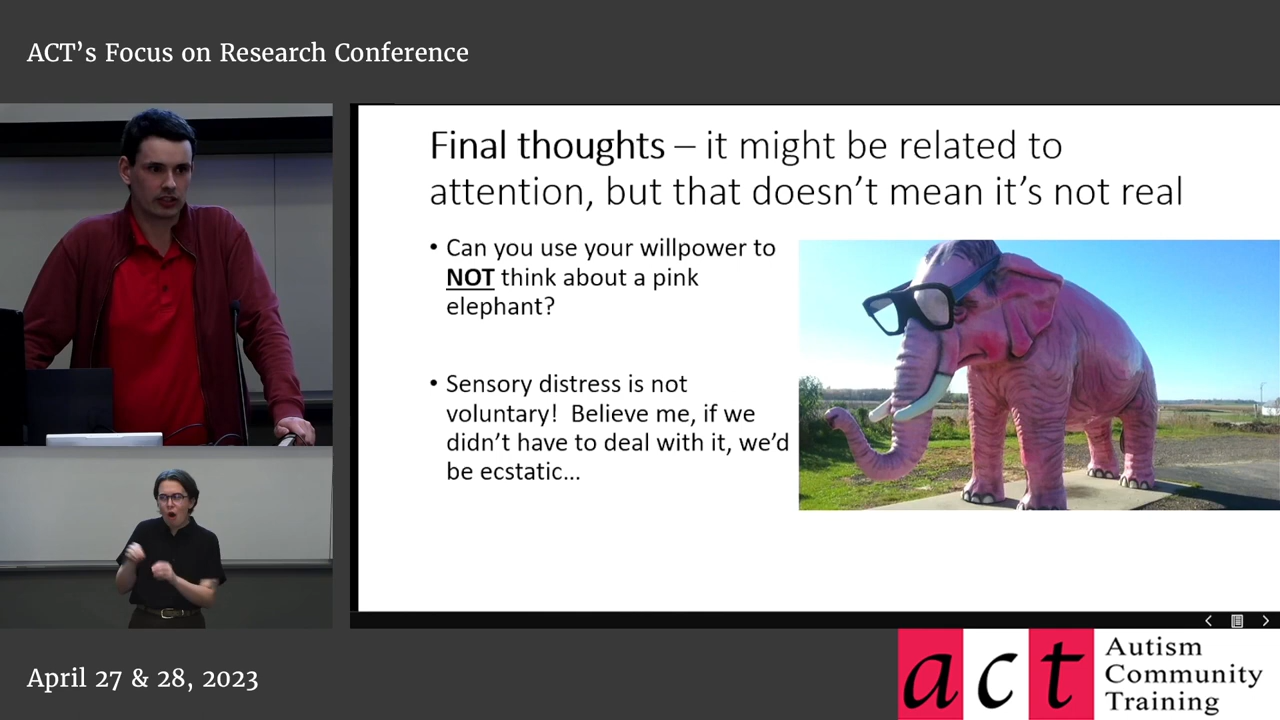 ACT’s Focus on Research Conference
Final thoughts – it might be related to
attention, but that doesn’t mean it’s not real
• Can you use your willpower to
NOT think about a pink
elephant?
• Sensory distress is not
voluntary!  Believe me, if we
didn’t have to deal with it, we’d
be ecstatic…
April 27 & 28, 2023
act
Autism
Community
Training